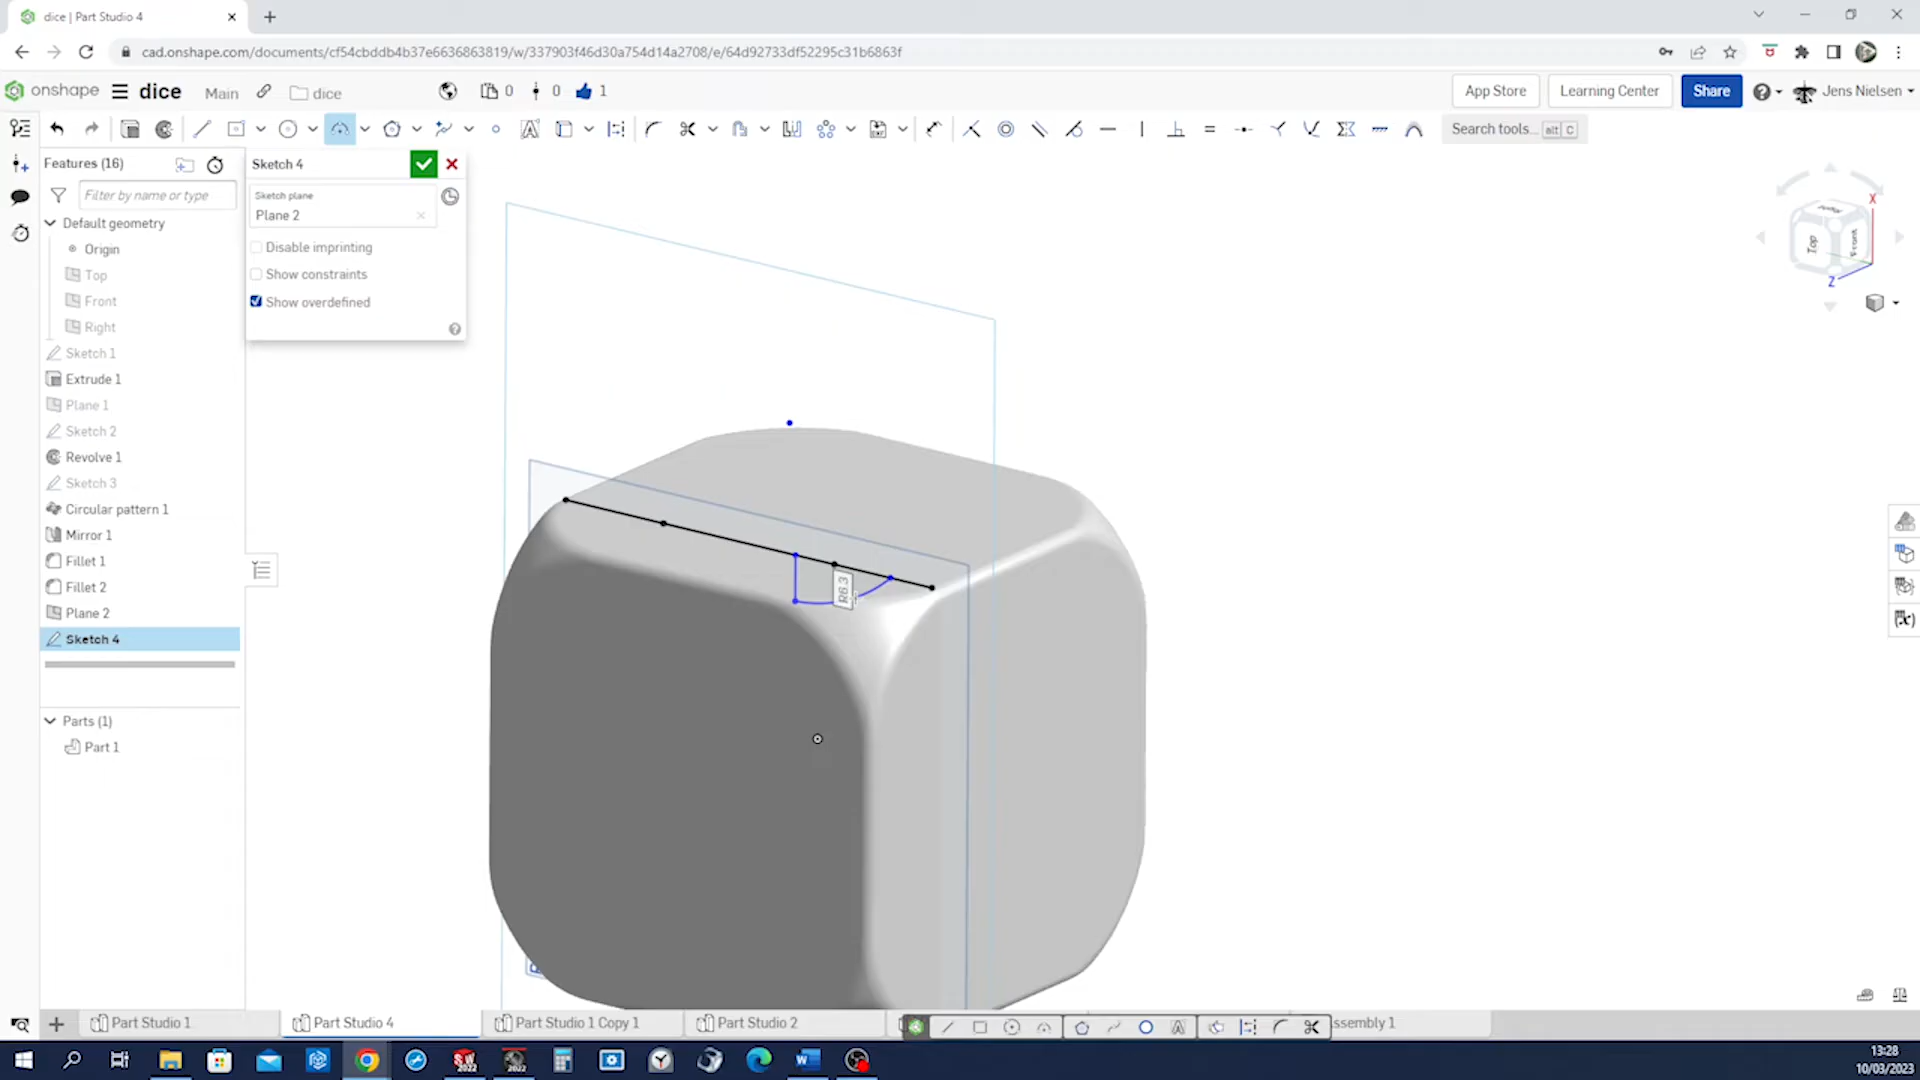 dice | Part Studio 4
cad.onshape.com/documents/cf54cbddb4b37e6636863819/w/337903f46d30a754d14a2708/e/64d92733df52295c31b6863f
onshape dice Main dice 0 0 1 App Store Learning Center Share Jens Nielsen
Search tools... alt C
Features (16)
Filter by name or type
Default geometry
Origin
Top
Front
Right
Sketch 1
Extrude 1
Plane 1
Sketch 2
Revolve 1
Sketch 3
Circular pattern 1
Mirror 1
Fillet 1
Fillet 2
Plane 2
Sketch 4
Parts (1)
Part 1
Sketch 4
Sketch plane
Plane 2
Disable imprinting
Show constraints
Show overdefined
R6.3
X
Top
Front
Z
Part Studio 1
Part Studio 4
Part Studio 1 Copy 1
Part Studio 2
ssembly 1
13:28
10/03/2023